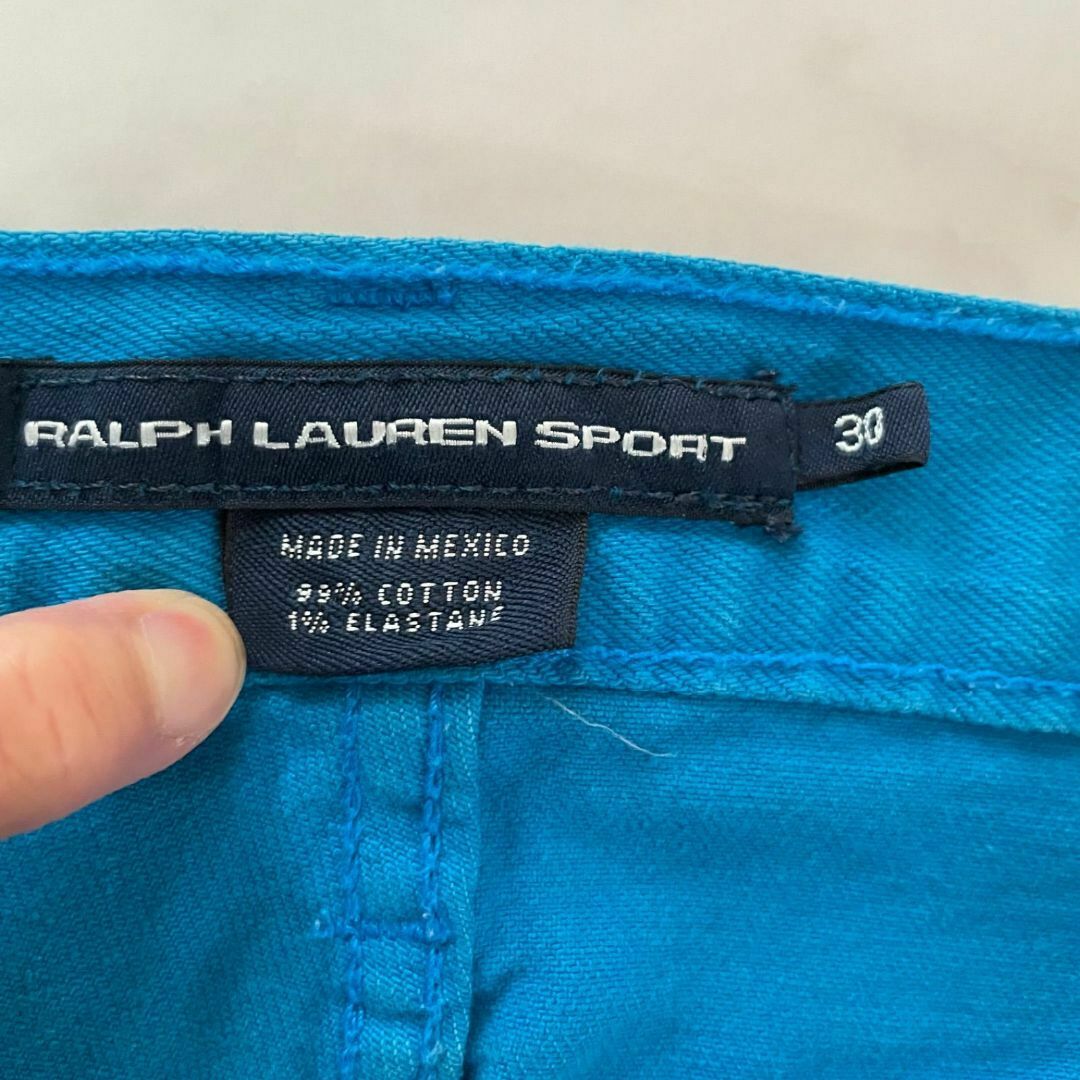 RALPH LAUREN SPORT
30
MADE IN MEXICO
99% COTTON
1% ELASTANE